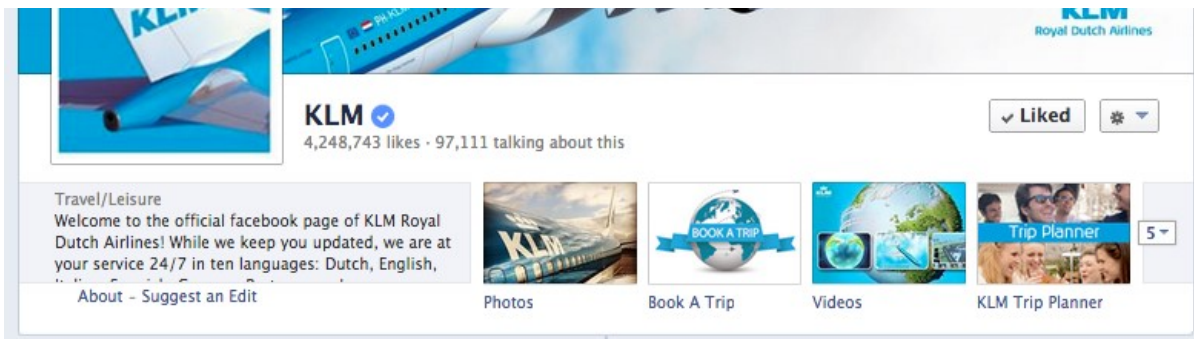 KLM
Royal Dutch Airlines
KLM
4,248,743 likes · 97,111 talking about this
Liked
Travel/Leisure
Welcome to the official facebook page of KLM Royal
Dutch Airlines! While we keep you updated, we are at
your service 24/7 in ten languages: Dutch, English,
About – Suggest an Edit
KLM
Photos
BOOK A TRIP
Book A Trip
Videos
Trip Planner
KLM Trip Planner
5